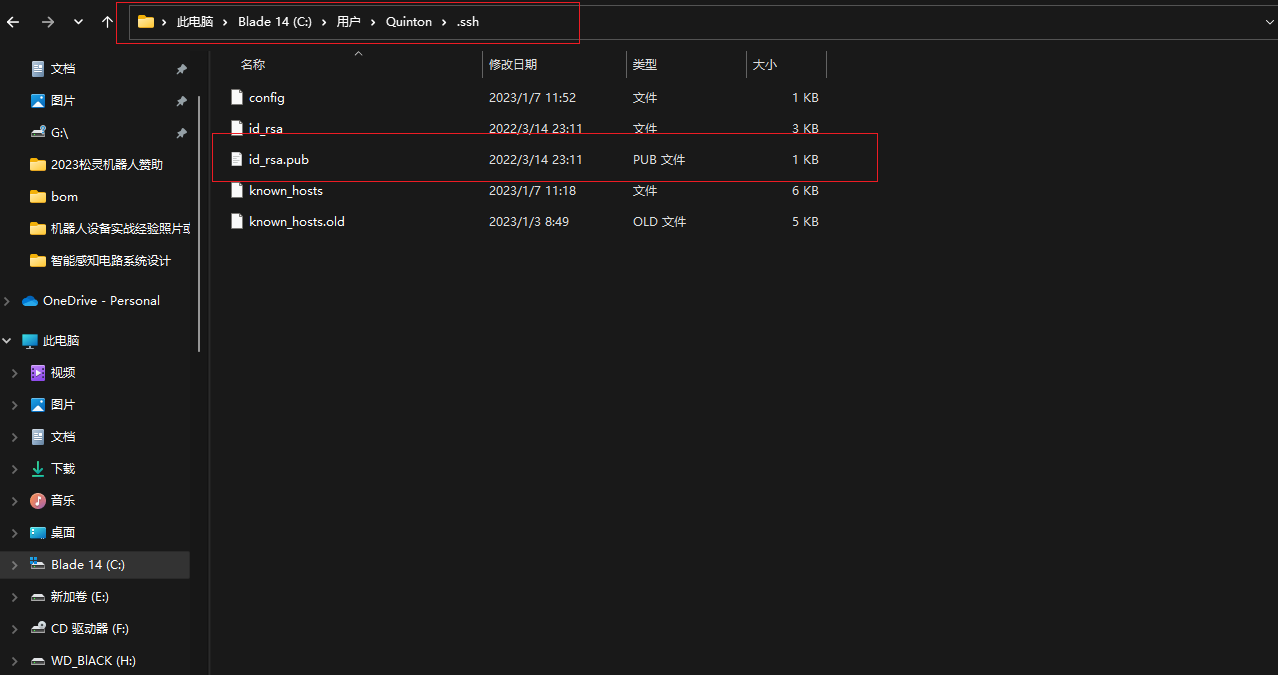 此电脑 Blade 14 (C:) 用户 Quinton .ssh
文档
图片
G:\
2023松灵机器人赞助
bom
机器人设备实战经验照片或
智能感知电路系统设计
OneDrive - Personal
此电脑
视频
图片
文档
下载
音乐
桌面
Blade 14 (C:)
新加卷 (E:)
CD 驱动器 (F:)
WD_BlACK (H:)
名称 修改日期 类型 大小
config 2023/1/7 11:52 文件 1 KB
id_rsa 2022/3/14 23:11 文件 3 KB
id_rsa.pub 2022/3/14 23:11 PUB 文件 1 KB
known_hosts 2023/1/7 11:18 文件 6 KB
known_hosts.old 2023/1/3 8:49 OLD 文件 5 KB